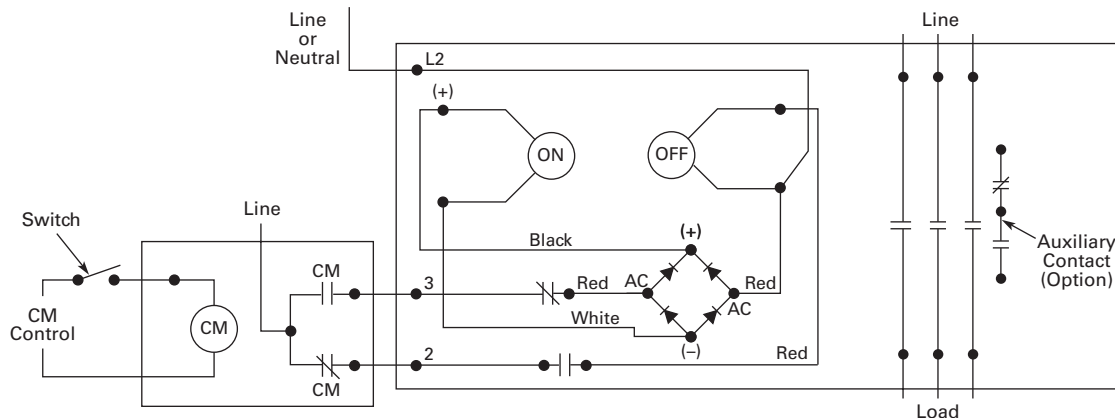 Line
or
Neutral
L2
(+)
ON
OFF
Line
Auxiliary
Contact
(Option)
Load
Switch
Line
CM
Control
CM
CM
CM
3
2
Black
White
Red
AC
(+)
AC
Red
(–)
Red